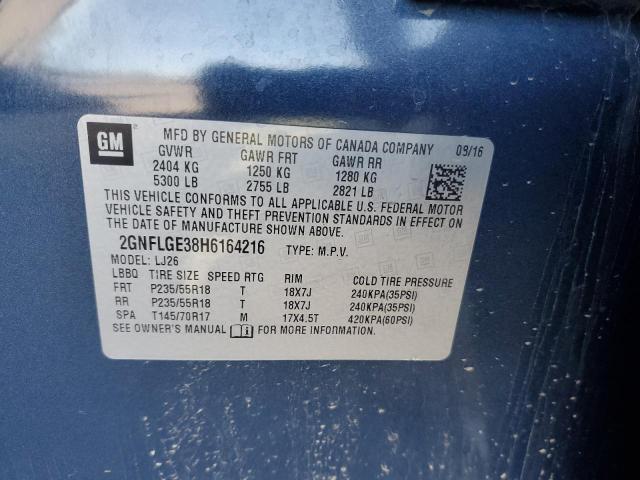 GM
MFD BY GENERAL MOTORS OF CANADA COMPANY 09/16
GVWR GAWR FRT GAWR RR
2404 KG 1250 KG 1280 KG
5300 LB 2755 LB 2821 LB
THIS VEHICLE CONFORMS TO ALL APPLICABLE U.S. FEDERAL MOTOR
VEHICLE SAFETY AND THEFT PREVENTION STANDARDS IN EFFECT ON
THE DATE OF MANUFACTURE SHOWN ABOVE.
2GNFLGE38H6164216 TYPE: M.P.V.
MODEL: LJ26
LBBQ TIRE SIZE SPEED RTG RIM COLD TIRE PRESSURE
FRT P235/55R18 T 18X7J 240KPA(35PSI)
RR P235/55R18 T 18X7J 240KPA(35PSI)
SPA T145/70R17 M 17X4.5T 420KPA(60PSI)
SEE OWNER'S MANUAL FOR MORE INFORMATION